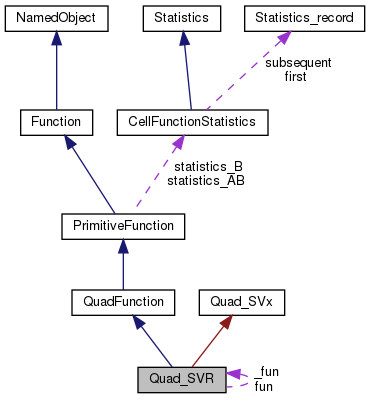 NamedObject
Statistics
Statistics_record
subsequent
first
Function
CellFunctionStatistics
statistics_B
statistics_AB
PrimitiveFunction
QuadFunction
Quad_SVx
_fun
fun
Quad_SVR